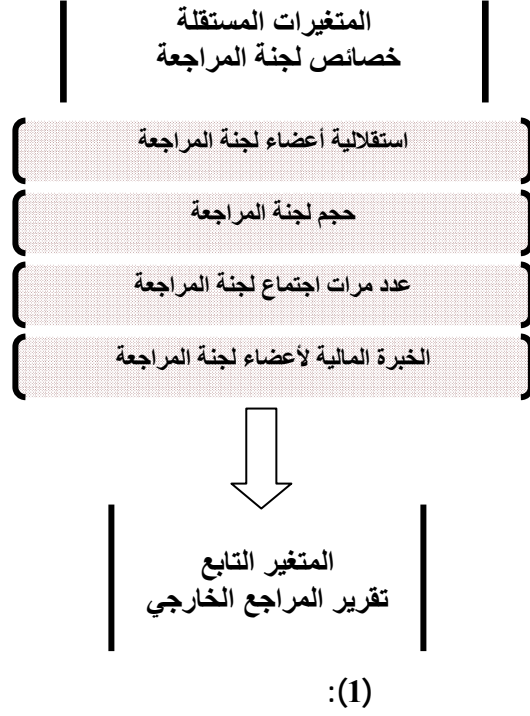 المتغيرات المستقلة
خصائص لجنة المراجعة
استقلالية أعضاء لجنة المراجعة
حجم لجنة المراجعة
عدد مرات اجتماع لجنة المراجعة
الخبرة المالية لأعضاء لجنة المراجعة
المتغير التابع
تقرير المراجع الخارجي
(1):